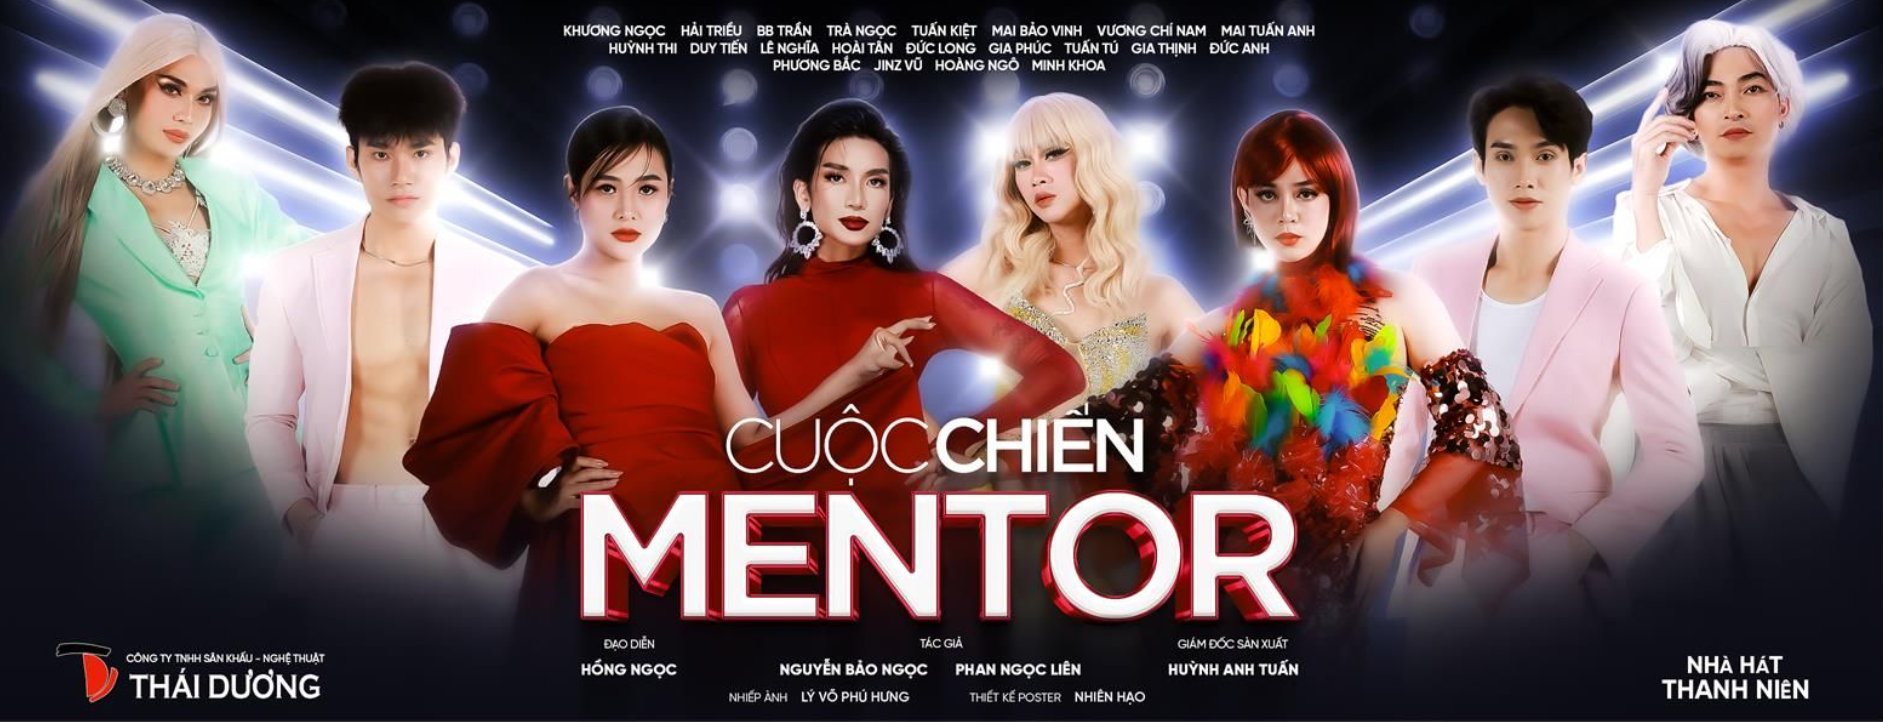 KHƯƠNG NGỌC HẢI TRIỀU BB TRẦN TRÀ NGỌC TUẤN KIỆT MAI BẢO VINH VƯƠNG CHÍ NAM MAI TUẤN ANH
HUỲNH THI DUY TIẾN LÊ NGHĨA HOÀI TÂN ĐỨC LONG GIA PHÚC TUẤN TÚ GIA THỊNH ĐỨC ANH
PHƯƠNG BẮC JINZ VŨ HOÀNG NGÔ MINH KHOA
CUỘC CHIẾN
MENTOR
ĐẠO DIỄN TÁC GIẢ GIÁM ĐỐC SẢN XUẤT
HỒNG NGỌC NGUYỄN BẢO NGỌC PHAN NGỌC LIÊN HUỲNH ANH TUẤN
NHIẾP ẢNH LÝ VÕ PHÚ HƯNG THIẾT KẾ POSTER NHIÊN HẠO
CÔNG TY TNHH SÂN KHẤU - NGHỆ THUẬT
THÁI DƯƠNG
NHÀ HÁT
THANH NIÊN